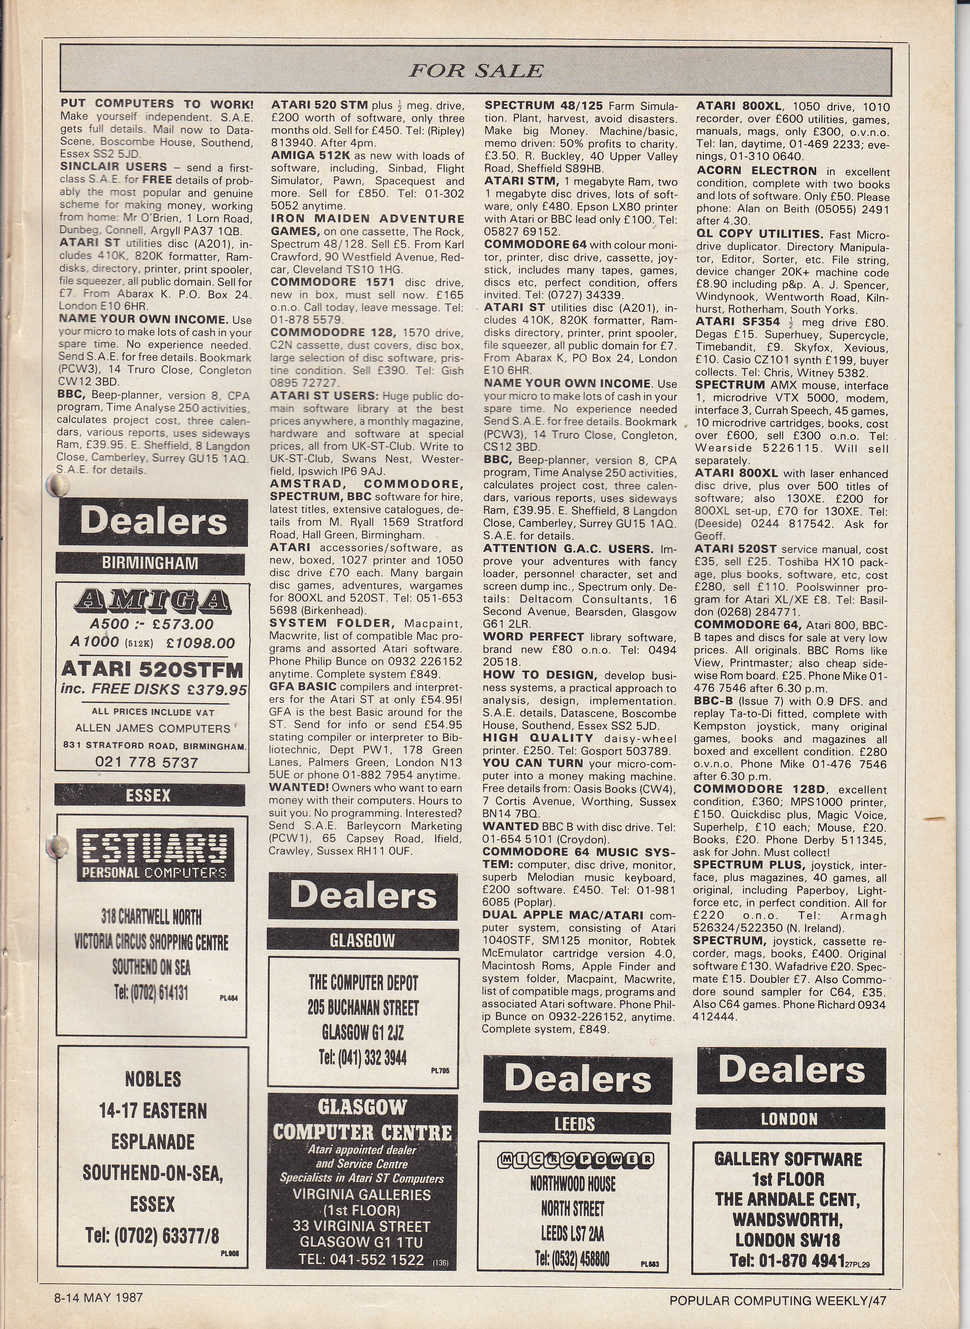 FOR SALE
PUT COMPUTERS TO WORK!
Make yourself independent. S.A.E.
gets full details. Mail now to Data-
Scene, Boscombe House, Southend,
Essex SS2 5JD.
SINCLAIR USERS – send a first-
class S.A.E. for FREE details of prob-
ably the most popular and genuine
scheme for making money, working
from home: Mr O'Brien, 1 Lorn Road,
Dunbeg, Connell, Argyll PA37 1QB.
ATARI ST utilities disc (A201), in-
cludes 410K, 820K formatter, Ram-
disks, directory, printer, print spooler,
file squeezer, all public domain. Sell for
£7. From Abarax K. P.O. Box 24.
London E10 6HR.
NAME YOUR OWN INCOME. Use
your micro to make lots of cash in your
spare time. No experience needed.
Send S.A.E. for free details. Bookmark
(PCW3), 14 Truro Close, Congleton
CW12 3BD.
BBC, Beep-planner, version 8, CPA
program, Time Analyse 250 activities,
calculates project cost, three calen-
dars, various reports, uses sideways
Ram, £39.95. E. Sheffield, 8 Langdon
Close, Camberley, Surrey GU15 1AQ.
S.A.E. for details.
Dealers
BIRMINGHAM
AMIGA
A500 :- £573.00
A1000 (512K) £1098.00
ATARI 520STFM
inc. FREE DISKS £379.95
ALL PRICES INCLUDE VAT
ALLEN JAMES COMPUTERS
831 STRATFORD ROAD, BIRMINGHAM.
021 778 5737
ESSEX
ESTUARY
PERSONAL COMPUTERS
318 CHARTWELL NORTH
VICTORIA CIRCUS SHOPPING CENTRE
SOUTHEND ON SEA
Tel: (0702) 614131
PL484
NOBLES
14-17 EASTERN
ESPLANADE
SOUTHEND-ON-SEA,
ESSEX
Tel: (0702) 63377/8
PL908
ATARI 520 STM plus ½ meg. drive,
£200 worth of software, only three
months old. Sell for £450. Tel: (Ripley)
813940. After 4pm.
AMIGA 512K as new with loads of
software, including, Sinbad, Flight
Simulator, Pawn, Spacequest and
more. Sell for £850. Tel: 01-302
5052 anytime.
IRON MAIDEN ADVENTURE
GAMES, on one cassette, The Rock,
Spectrum 48/128. Sell £5. From Karl
Crawford, 90 Westfield Avenue, Red-
car, Cleveland TS10 1HG.
COMMODORE 1571 disc drive,
new in box, must sell now. £165
o.n.o. Call today, leave message. Tel:
01-878 5579.
COMMODODRE 128, 1570 drive,
C2N cassette, dust covers, disc box,
large selection of disc software, pris-
tine condition. Sell £390. Tel: Gish
0895 72727.
ATARI ST USERS: Huge public do-
main software library at the best
prices anywhere, a monthly magazine,
hardware and software at special
prices, all from UK-ST-Club. Write to
UK-ST-Club, Swans Nest, Wester-
field, Ipswich IP6 9AJ.
AMSTRAD, COMMODORE,
SPECTRUM, BBC software for hire,
latest titles, extensive catalogues, de-
tails from M. Ryall 1569 Stratford
Road, Hall Green, Birmingham.
ATARI accessories/software, as
new, boxed, 1027 printer and 1050
disc drive £70 each. Many bargain
disc games, adventures, wargames
for 800XL and 520ST. Tel: 051-653
5698 (Birkenhead).
SYSTEM FOLDER, Macpaint,
Macwrite, list of compatible Mac pro-
grams and assorted Atari software.
Phone Philip Bunce on 0932 226152
anytime. Complete system £849.
GFA BASIC compilers and interpret-
ers for the Atari ST at only £54.95!
GFA is the best Basic around for the
ST. Send for info or send £54.95
stating compiler or interpreter to Bib-
liotechnic, Dept PW1, 178 Green
Lanes, Palmers Green, London N13
5UE or phone 01-882 7954 anytime.
WANTED! Owners who want to earn
money with their computers. Hours to
suit you. No programming. Interested?
Send S.A.E. Barleycorn Marketing
(PCW1), 65 Capsey Road, Ifield,
Crawley, Sussex RH11 0UF.
Dealers
GLASGOW
THE COMPUTER DEPOT
205 BUCHANAN STREET
GLASGOW G1 2JZ
Tel: (041) 332 3944
PL705
GLASGOW
COMPUTER CENTRE
Atari appointed dealer
and Service Centre
Specialists in Atari ST Computers
VIRGINIA GALLERIES
(1st FLOOR)
33 VIRGINIA STREET
GLASGOW G1 1TU
TEL: 041-552 1522 (136)
SPECTRUM 48/125 Farm Simula-
tion. Plant, harvest, avoid disasters.
Make big Money. Machine/basic,
memo driven: 50% profits to charity.
£3.50. R. Buckley, 40 Upper Valley
Road, Sheffield S89HB.
ATARI STM, 1 megabyte Ram, two
1 megabyte disc drives, lots of soft-
ware, only £480. Epson LX80 printer
with Atari or BBC lead only £100. Tel:
05827 69152.
COMMODORE 64 with colour moni-
tor, printer, disc drive, cassette, joy-
stick, includes many tapes, games,
discs etc, perfect condition, offers
invited. Tel: (0727) 34339.
ATARI ST utilities disc (A201), in-
cludes 410K, 820K formatter, Ram-
disks directory, printer, print spooler,
file squeezer, all public domain for £7.
From Abarax K, PO Box 24, London
E10 6HR.
NAME YOUR OWN INCOME. Use
your micro to make lots of cash in your
spare time. No experience needed
Send S.A.E. for free details. Bookmark
(PCW3), 14 Truro Close, Congleton,
CS12 3BD.
BBC, Beep-planner, version 8, CPA
program, Time Analyse 250 activities,
calculates project cost, three calen-
dars, various reports, uses sideways
Ram, £39.95. E. Sheffield, 8 Langdon
Close, Camberley, Surrey GU15 1AQ.
S.A.E. for details.
ATTENTION G.A.C. USERS. Im-
prove your adventures with fancy
loader, personnel character, set and
screen dump inc., Spectrum only. De-
tails: Deltacom Consultants, 16
Second Avenue, Bearsden, Glasgow
G61 2LR.
WORD PERFECT library software,
brand new £80 o.n.o. Tel: 0494
20518.
HOW TO DESIGN, develop busi-
ness systems, a practical approach to
analysis, design, implementation.
S.A.E. details, Datascene, Boscombe
House, Southend, Essex SS2 5JD.
HIGH QUALITY daisy-wheel
printer. £250. Tel: Gosport 503789.
YOU CAN TURN your micro-com-
puter into a money making machine.
Free details from: Oasis Books (CW4),
7 Cortis Avenue, Worthing, Sussex
BN14 7BQ.
WANTED BBC B with disc drive. Tel:
01-654 5101 (Croydon).
COMMODORE 64 MUSIC SYS-
TEM: computer, disc drive, monitor,
superb Melodian music keyboard,
£200 software. £450. Tel: 01-981
6085 (Poplar).
DUAL APPLE MAC/ATARI com-
puter system, consisting of Atari
1040STF, SM125 monitor, Robtek
McEmulator cartridge version 4.0,
Macintosh Roms, Apple Finder and
system folder, Macpaint, Macwrite,
list of compatible mags, programs and
associated Atari software. Phone Phil-
ip Bunce on 0932-226152, anytime.
Complete system, £849.
Dealers
LEEDS
MICROPOWER
NORTHWOOD HOUSE
NORTH STREET
LEEDS LS7 2AA
Tel: (0532) 458800
PL583
ATARI 800XL, 1050 drive, 1010
recorder, over £600 utilities, games,
manuals, mags, only £300, o.v.n.o.
Tel: Ian, daytime, 01-469 2233; eve-
nings, 01-310 0640.
ACORN ELECTRON in excellent
condition, complete with two books
and lots of software. Only £50. Please
phone: Alan on Beith (05055) 2491
after 4.30.
QL COPY UTILITIES. Fast Micro-
drive duplicator. Directory Manipula-
tor, Editor, Sorter, etc. File string,
device changer 20K+ machine code
£8.90 including p&p. A. J. Spencer,
Windynook, Wentworth Road, Kiln-
hurst, Rotherham, South Yorks.
ATARI SF354 ½ meg drive £80.
Degas £15. Superhuey, Supercycle,
Timebandit, £9. Skyfox, Xevious,
£10. Casio CZ101 synth £199, buyer
collects. Tel: Chris, Witney 5382.
SPECTRUM AMX mouse, interface
1, microdrive VTX 5000, modem,
interface 3, Currah Speech, 45 games,
10 microdrive cartridges, books, cost
over £600, sell £300 o.n.o. Tel:
Wearside 5226115. Will sell
separately.
ATARI 800XL with laser enhanced
disc drive, plus over 500 titles of
software; also 130XE. £200 for
800XL set-up, £70 for 130XE. Tel:
(Deeside) 0244 817542. Ask for
Geoff.
ATARI 520ST service manual, cost
£35, sell £25. Toshiba HX10 pack-
age, plus books, software, etc, cost
£280, sell £110. Poolswinner pro-
gram for Atari XL/XE £8. Tel: Basil-
don (0268) 284771.
COMMODORE 64, Atari 800, BBC-
B tapes and discs for sale at very low
prices. All originals. BBC Roms like
View, Printmaster; also cheap side-
wise Rom board. £25. Phone Mike 01-
476 7546 after 6.30 p.m.
BBC-B (Issue 7) with 0.9 DFS. and
replay Ta-to-Di fitted, complete with
Kempston joystick, many original
games, books and magazines all
boxed and excellent condition. £280
o.v.n.o. Phone Mike 01-476 7546
after 6.30 p.m.
COMMODORE 128D, excellent
condition, £360; MPS1000 printer,
£150. Quickdisc plus, Magic Voice,
Superhelp, £10 each; Mouse, £20.
Books, £20. Phone Derby 511345,
ask for John. Must collect!
SPECTRUM PLUS, joystick, inter-
face, plus magazines, 40 games, all
original, including Paperboy, Light-
force etc, in perfect condition. All for
£220 o.n.o. Tel: Armagh
526324/522350 (N. Ireland).
SPECTRUM, joystick, cassette re-
corder, mags, books, £400. Original
software £130. Wafadrive £20. Spec-
mate £15. Doubler £7. Also Commo-
dore sound sampler for C64, £35.
Also C64 games. Phone Richard 0934
412444.
Dealers
LONDON
GALLERY SOFTWARE
1st FLOOR
THE ARNDALE CENT,
WANDSWORTH,
LONDON SW18
Tel: 01-870 4941
27PL29
8-14 MAY 1987
POPULAR COMPUTING WEEKLY/47